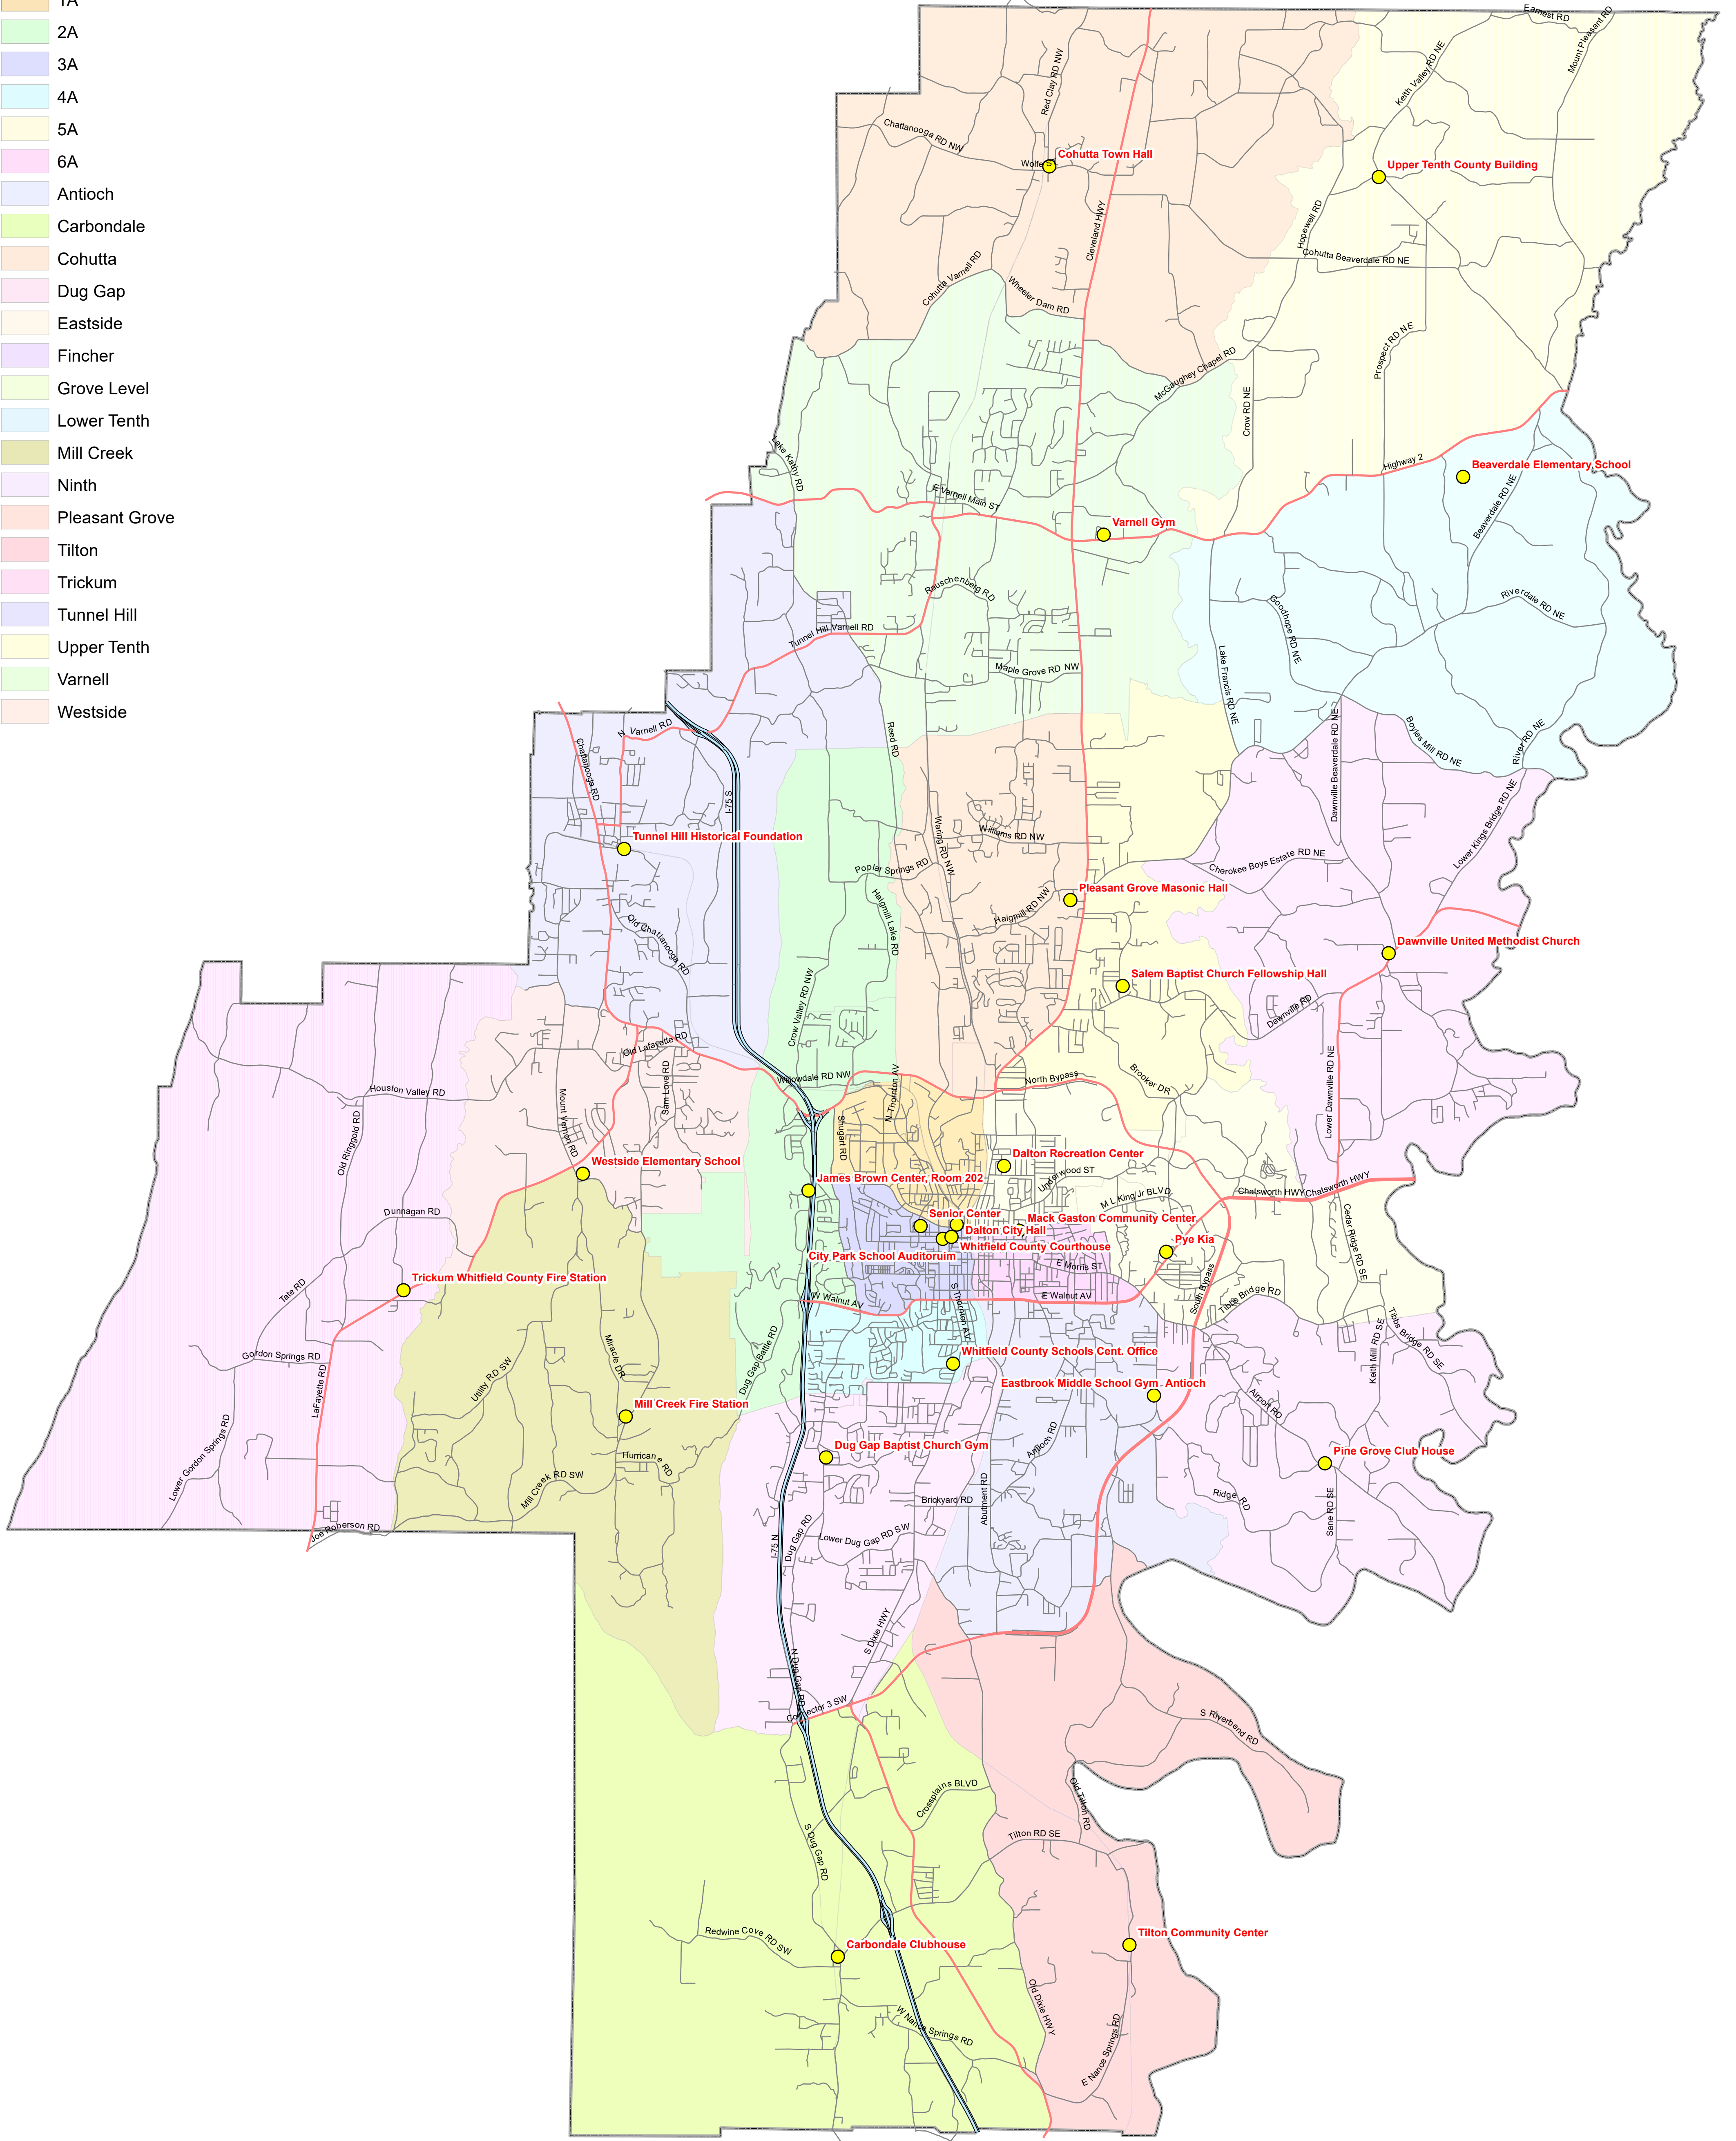 1A
2A
3A
4A
5A
6A
Antioch
Carbondale
Cohutta
Dug Gap
Eastside
Fincher
Grove Level
Lower Tenth
Mill Creek
Ninth
Pleasant Grove
Tilton
Trickum
Tunnel Hill
Upper Tenth
Varnell
Westside
Earnest RD
Mount Pleasant RD
Keith Valley RD NE
Red Clay RD NW
Chattanooga RD NW
Cohutta Town Hall
Wolfe ST
Upper Tenth County Building
Cleveland HWY
Hopewell RD
Cohutta Beaverdale RD NE
Cohutta Varnell RD
Wheeler Dam RD
Prospect RD NE
McGaughey Chapel RD
Crow RD NE
Lake Kathy RD
Highway 2
Beaverdale Elementary School
E Varnell Main ST
Beaverdale RD NE
Varnell Gym
Rauschenberg RD
Riverdale RD NE
Goodhope RD NE
Tunnel Hill Varnell RD
Maple Grove RD NW
Lake Francis RD NE
N Varnell RD
Reed RD
Dawnville Beaverdale RD NE
Boyles Mill RD NE
River RD NE
Chattanooga RD
I-75 S
Tunnel Hill Historical Foundation
Waring RD NW
Williams RD NW
Lower Kings Bridge RD NE
Poplar Springs RD
Cherokee Boys Estate RD NE
Pleasant Grove Masonic Hall
Haigmill RD NW
Haigmill Lake RD
Old Chattanooga RD
Dawnville United Methodist Church
Salem Baptist Church Fellowship Hall
Crow Valley RD NW
Dawnville RD
Old Lafayette RD
Houston Valley RD
Willowdale RD NW
North Bypass
Brooker DR
Sam Love RD
Mount Vernon RD
N Thornton AV
Lower Dawnville RD NE
Old Ringgold RD
Shugart RD
Westside Elementary School
Dalton Recreation Center
James Brown Center, Room 202
Underwood ST
M L King Jr BLVD
Chatsworth HWY
Chatsworth HWY
Dunnagan RD
Senior Center
Mack Gaston Community Center
Dalton City Hall
Whitfield County Courthouse
Pye Kia
City Park School Auditoruim
E Morris ST
Cedar Ridge RD SE
Trickum Whitfield County Fire Station
Tate RD
W Walnut AV
S Thornton AV
E Walnut AV
South Bypass
Tibbs Bridge RD
Tibbs Bridge RD SE
Keith Mill RD SE
Gordon Springs RD
Miracle DR
Dug Gap Battle RD
Whitfield County Schools Cent. Office
Utility RD SW
LaFayette RD
Eastbrook Middle School Gym . Antioch
Mill Creek Fire Station
Airport RD
Lower Gordon Springs RD
Dug Gap Baptist Church Gym
Antioch RD
Pine Grove Club House
Hurricane RD
Mill Creek RD SW
Brickyard RD
Abutment RD
Ridge RD
Sane RD SE
Joe Roberson RD
I-75 N
Dug Gap RD
Lower Dug Gap RD SW
S Dixie HWY
N Dug Gap RD
Connector 3 SW
S Riverbend RD
Crossplains BLVD
Old Tilton RD
S Dug Gap RD
Tilton RD SE
Redwine Cove RD SW
Carbondale Clubhouse
Tilton Community Center
Old Dixie HWY
W Nance Springs RD
E Nance Springs RD